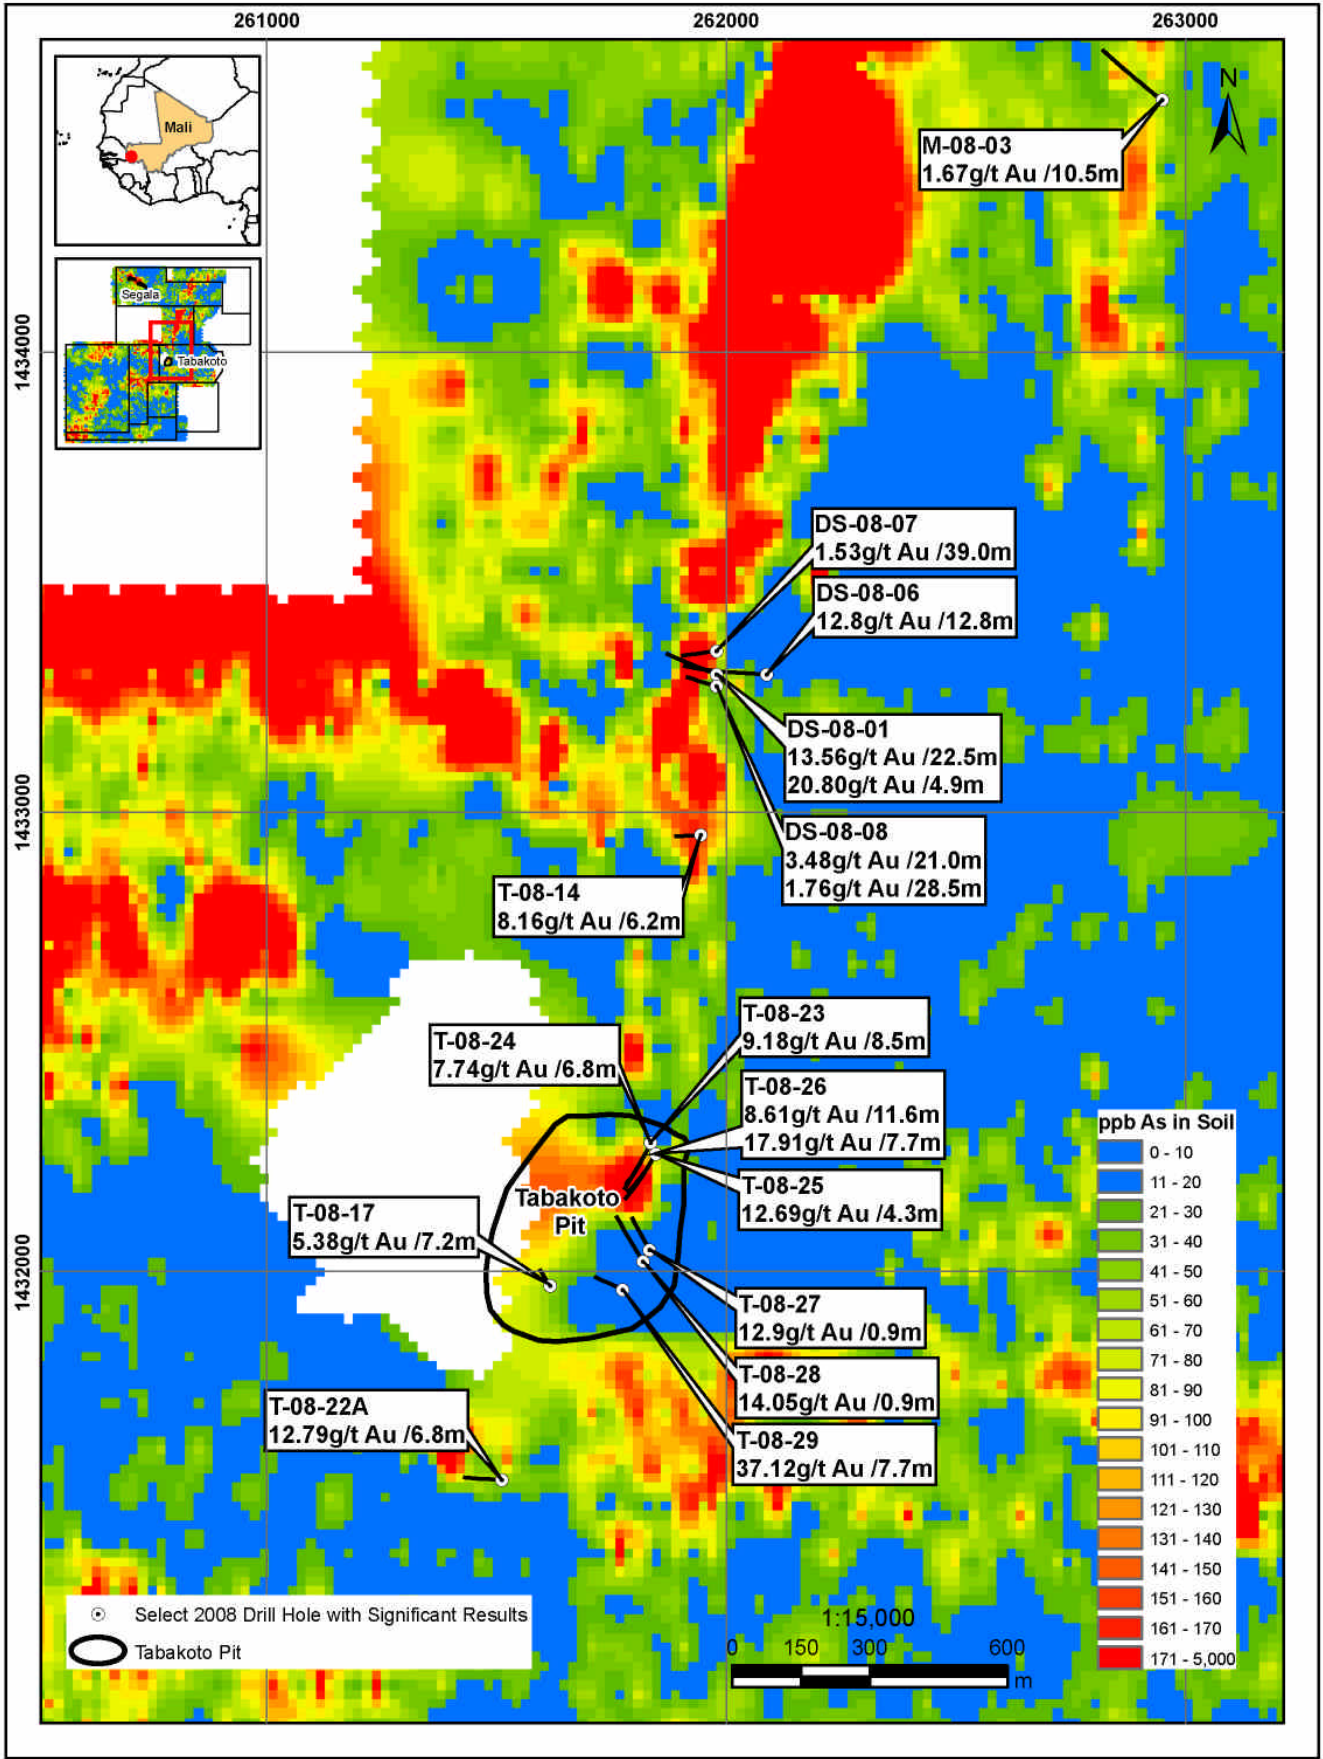 261000
262000
263000
N
Mali
Segala
Tabakoto
1434000
1433000
1432000
M-08-03
1.67g/t Au /10.5m
DS-08-07
1.53g/t Au /39.0m
DS-08-06
12.8g/t Au /12.8m
DS-08-01
13.56g/t Au /22.5m
20.80g/t Au /4.9m
DS-08-08
3.48g/t Au /21.0m
1.76g/t Au /28.5m
T-08-14
8.16g/t Au /6.2m
T-08-23
9.18g/t Au /8.5m
T-08-24
7.74g/t Au /6.8m
T-08-26
8.61g/t Au /11.6m
17.91g/t Au /7.7m
T-08-25
12.69g/t Au /4.3m
Tabakoto
Pit
T-08-17
5.38g/t Au /7.2m
T-08-27
12.9g/t Au /0.9m
T-08-28
14.05g/t Au /0.9m
T-08-29
37.12g/t Au /7.7m
T-08-22A
12.79g/t Au /6.8m
ppb As in Soil
0 - 10
11 - 20
21 - 30
31 - 40
41 - 50
51 - 60
61 - 70
71 - 80
81 - 90
91 - 100
101 - 110
111 - 120
121 - 130
131 - 140
141 - 150
151 - 160
161 - 170
171 - 5,000
Select 2008 Drill Hole with Significant Results
Tabakoto Pit
1:15,000
0 150 300 600
m